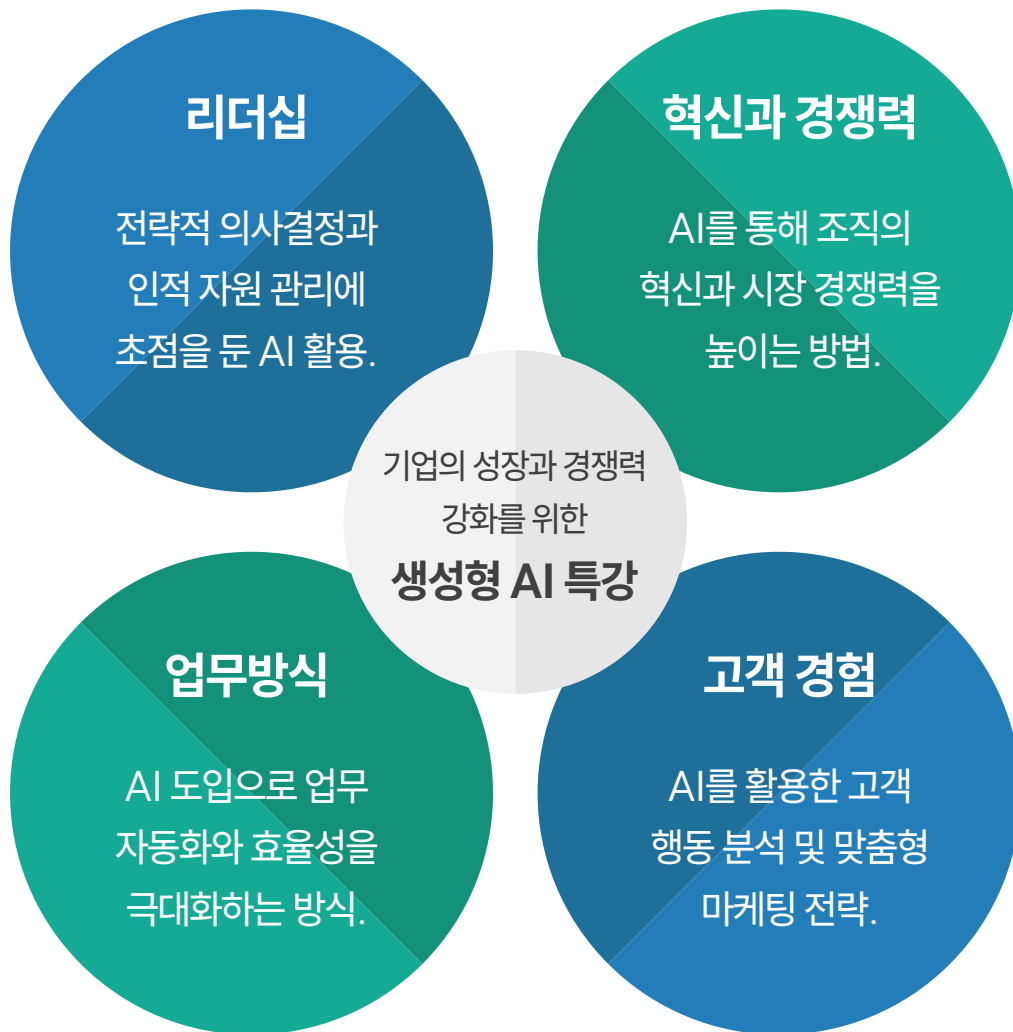 리더십
전략적 의사결정과
인적 자원 관리에
초점을 둔 AI 활용.
혁신과 경쟁력
AI를 통해 조직의
혁신과 시장 경쟁력을
높이는 방법.
기업의 성장과 경쟁력
강화를 위한
생성형 AI 특강
업무방식
AI 도입으로 업무
자동화와 효율성을
극대화하는 방식.
고객 경험
AI를 활용한 고객
행동 분석 및 맞춤형
마케팅 전략.